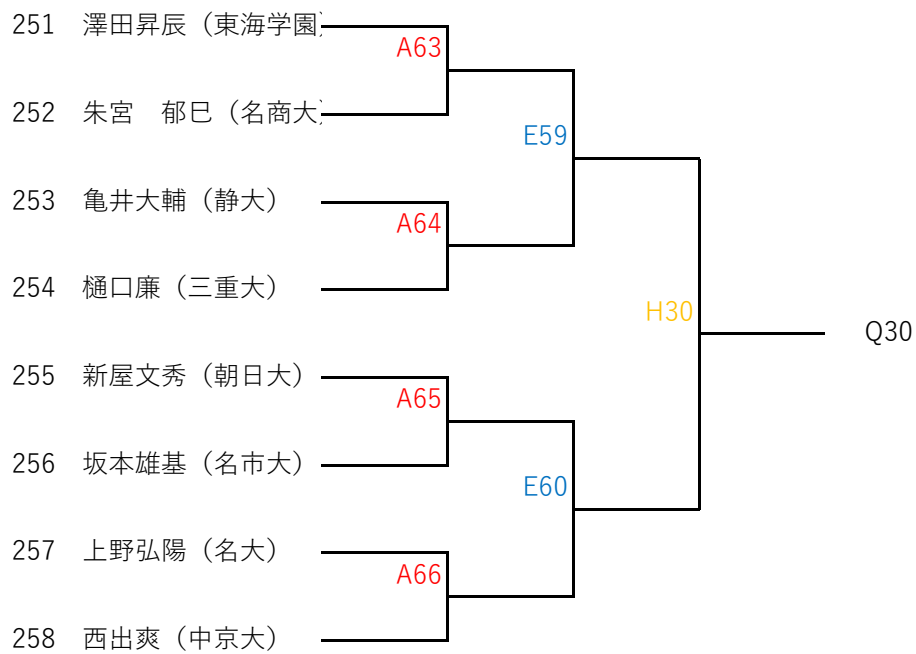 251 澤田昇辰（東海学園）
A63
252 朱宮　郁巳（名商大）
E59
253 亀井大輔（静大）
A64
254 樋口廉（三重大）
H30
Q30
255 新屋文秀（朝日大）
A65
256 坂本雄基（名市大）
E60
257 上野弘陽（名大）
A66
258 西出爽（中京大）